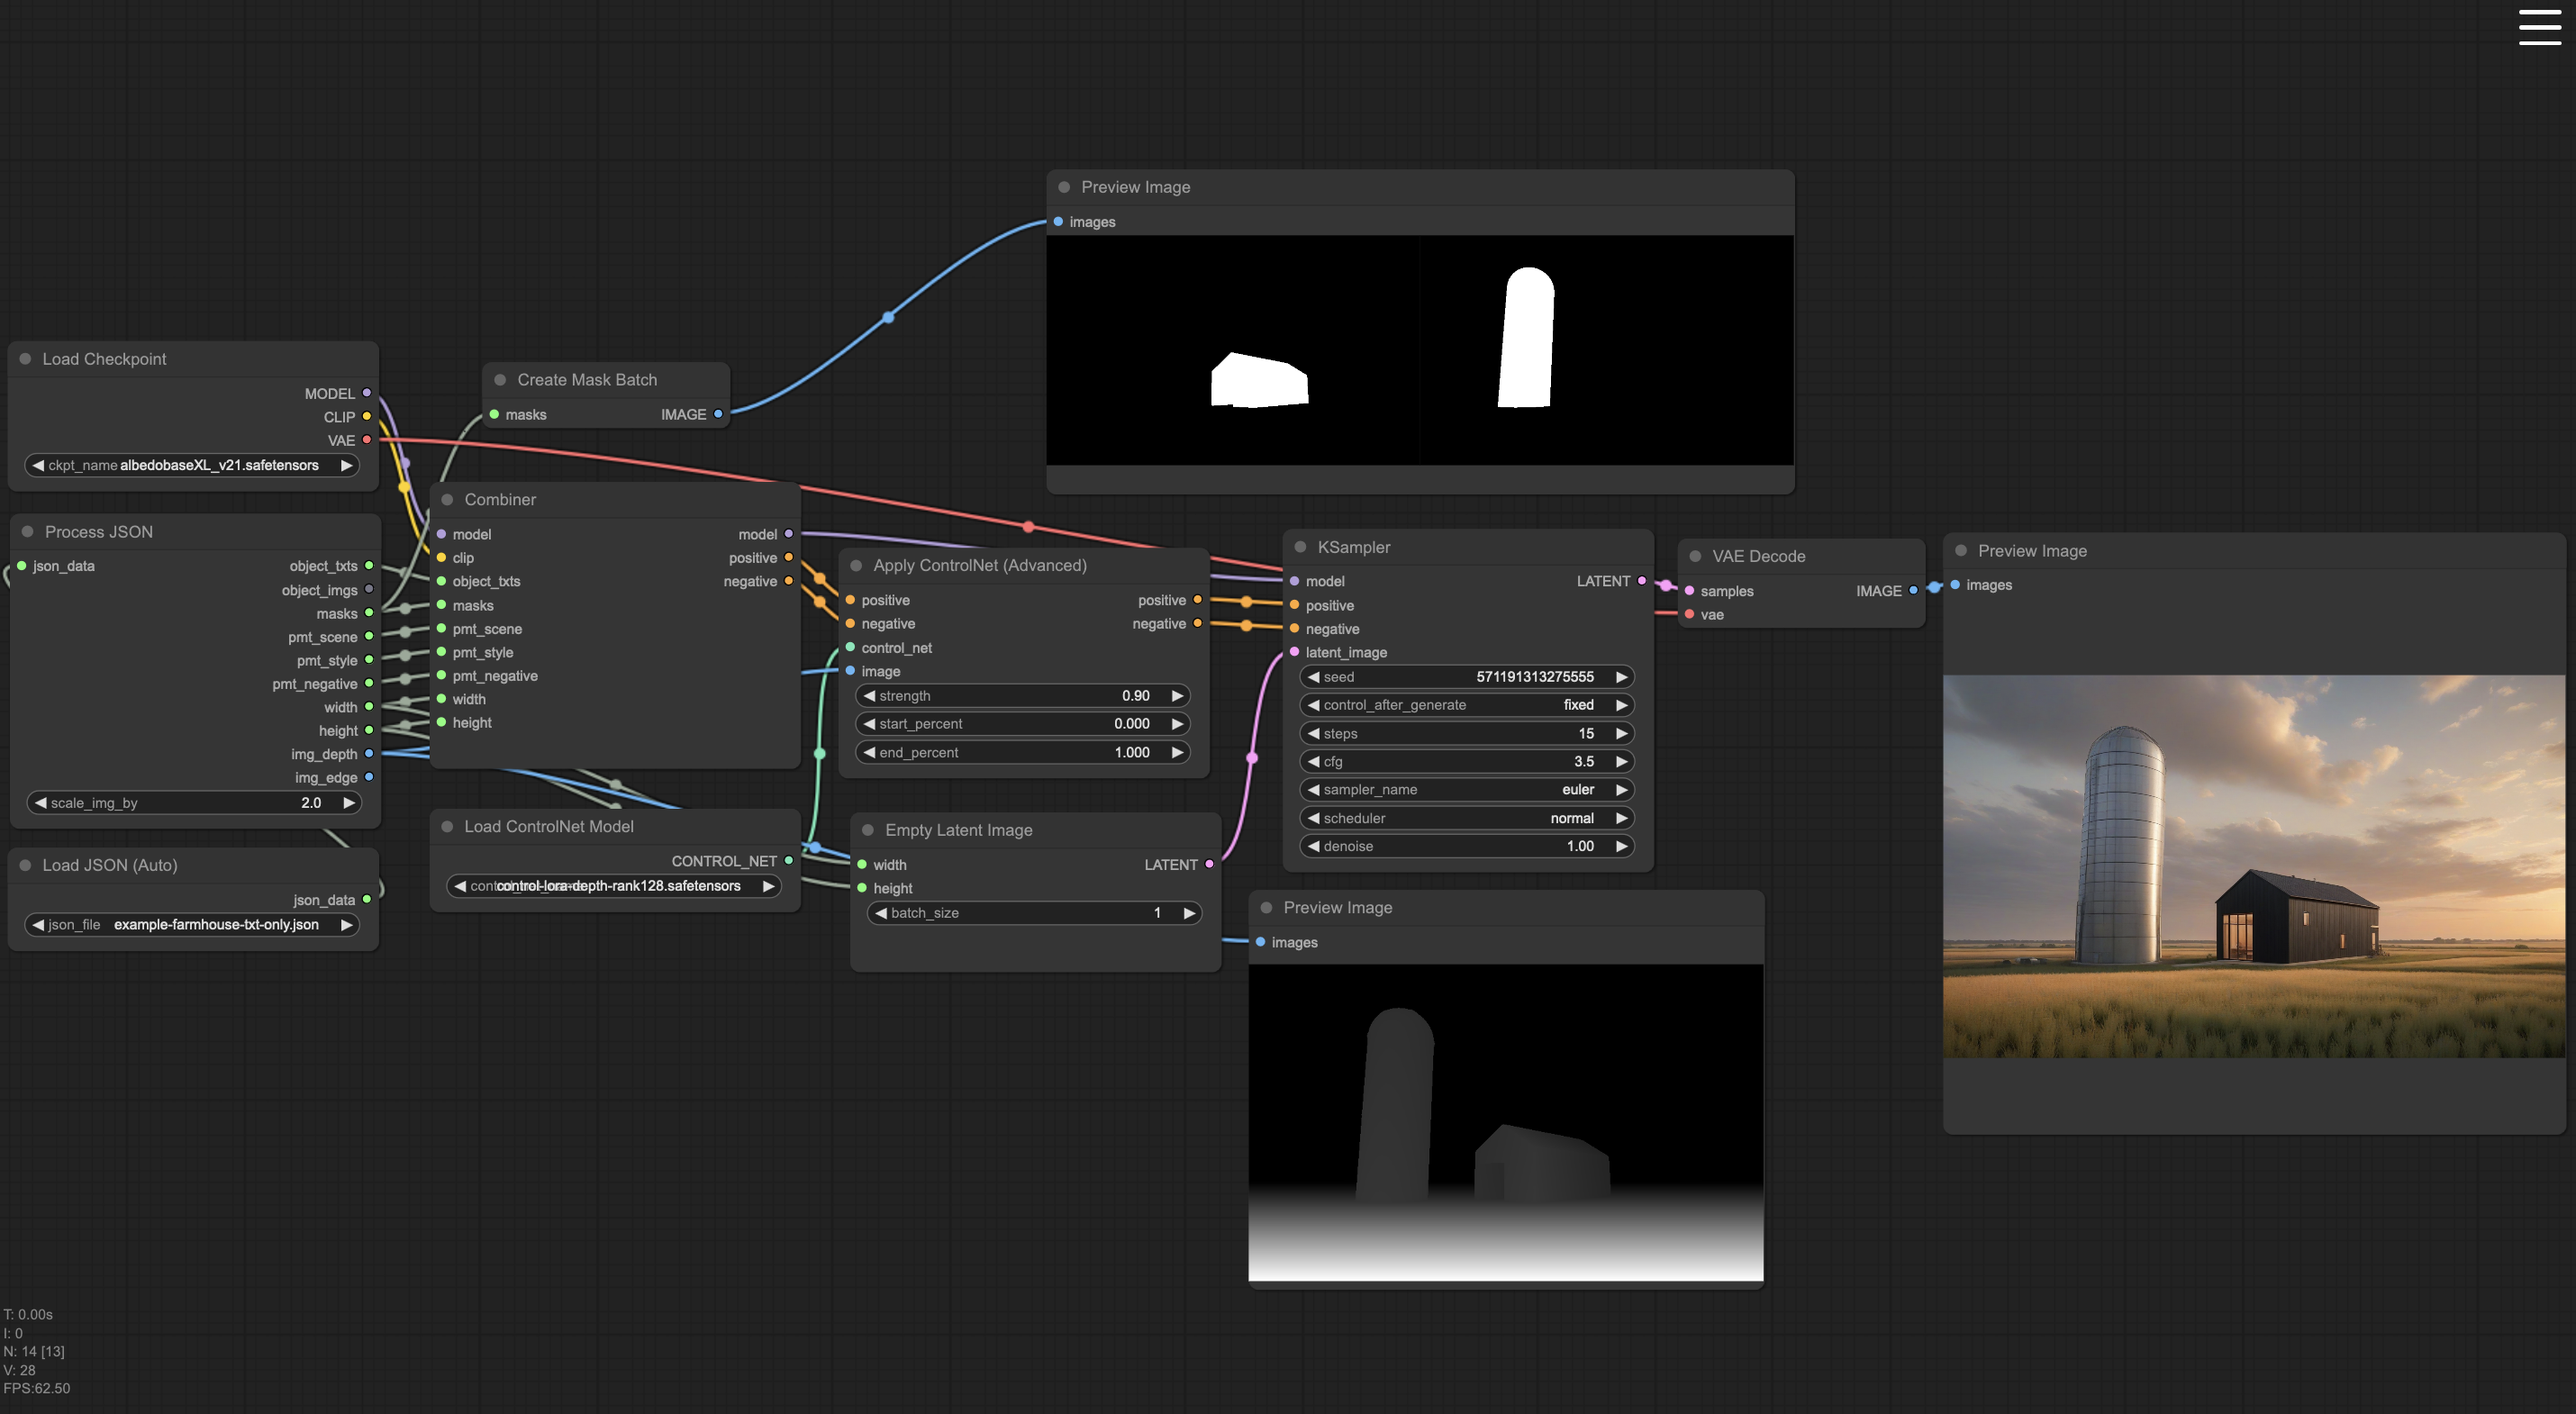 Preview Image
images
Load Checkpoint
MODEL
CLIP
VAE
ckpt_name albedobaseXL_v21.safetensors
Create Mask Batch
masks IMAGE
Process JSON
json_data object_txts
object_imgs
masks
pmt_scene
pmt_style
pmt_negative
width
height
img_depth
img_edge
scale_img_by 2.0
Combiner
model model
clip positive
object_txts negative
masks
pmt_scene
pmt_style
pmt_negative
width
height
Apply ControlNet (Advanced)
positive positive
negative negative
control_net
image
strength 0.90
start_percent 0.000
end_percent 1.000
KSampler
model LATENT
positive
negative
latent_image
seed 571191313275555
control_after_generate fixed
steps 15
cfg 3.5
sampler_name euler
scheduler normal
denoise 1.00
VAE Decode
samples IMAGE
vae
Preview Image
images
Load JSON (Auto)
json_data
json_file example-farmhouse-txt-only.json
Load ControlNet Model
CONTROL_NET
control-lora-depth-rank128.safetensors
Empty Latent Image
width LATENT
height
batch_size 1
Preview Image
images
T: 0.00s
I: 0
N: 14 [13]
V: 28
FPS:62.50